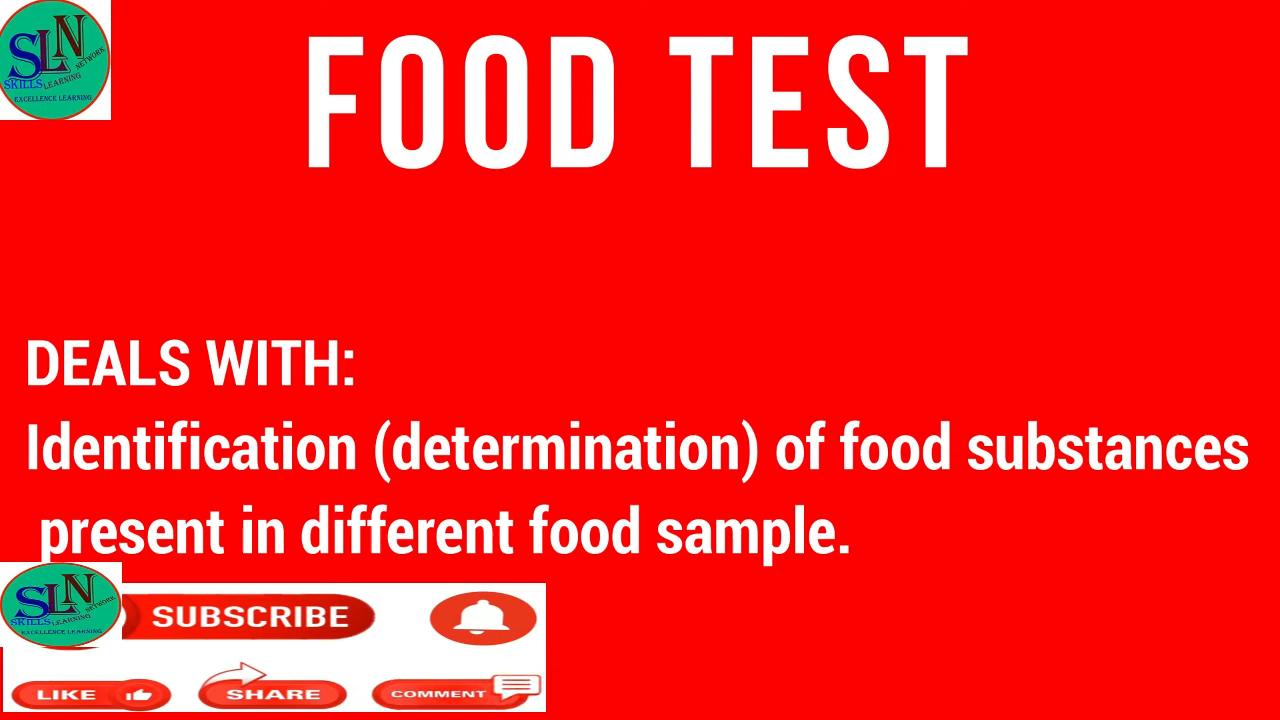 SLN
NETWORK
SKILLS LEARNING
EXCELLENCE LEARNING
FOOD TEST
DEALS WITH:
Identification (determination) of food substances
present in different food sample.
SLN
NETWORK
SKILLS LEARNING
EXCELLENCE LEARNING
SUBSCRIBE
LIKE
SHARE
COMMENT